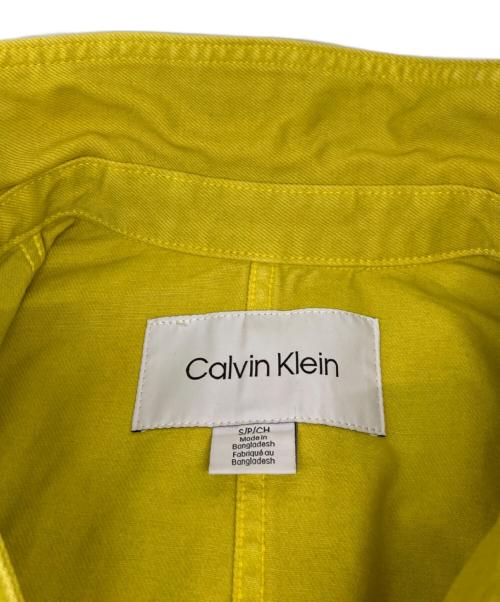 Calvin Klein
S/P/CH
Made in
Bangladesh
Fabriqué au
Bangladesh